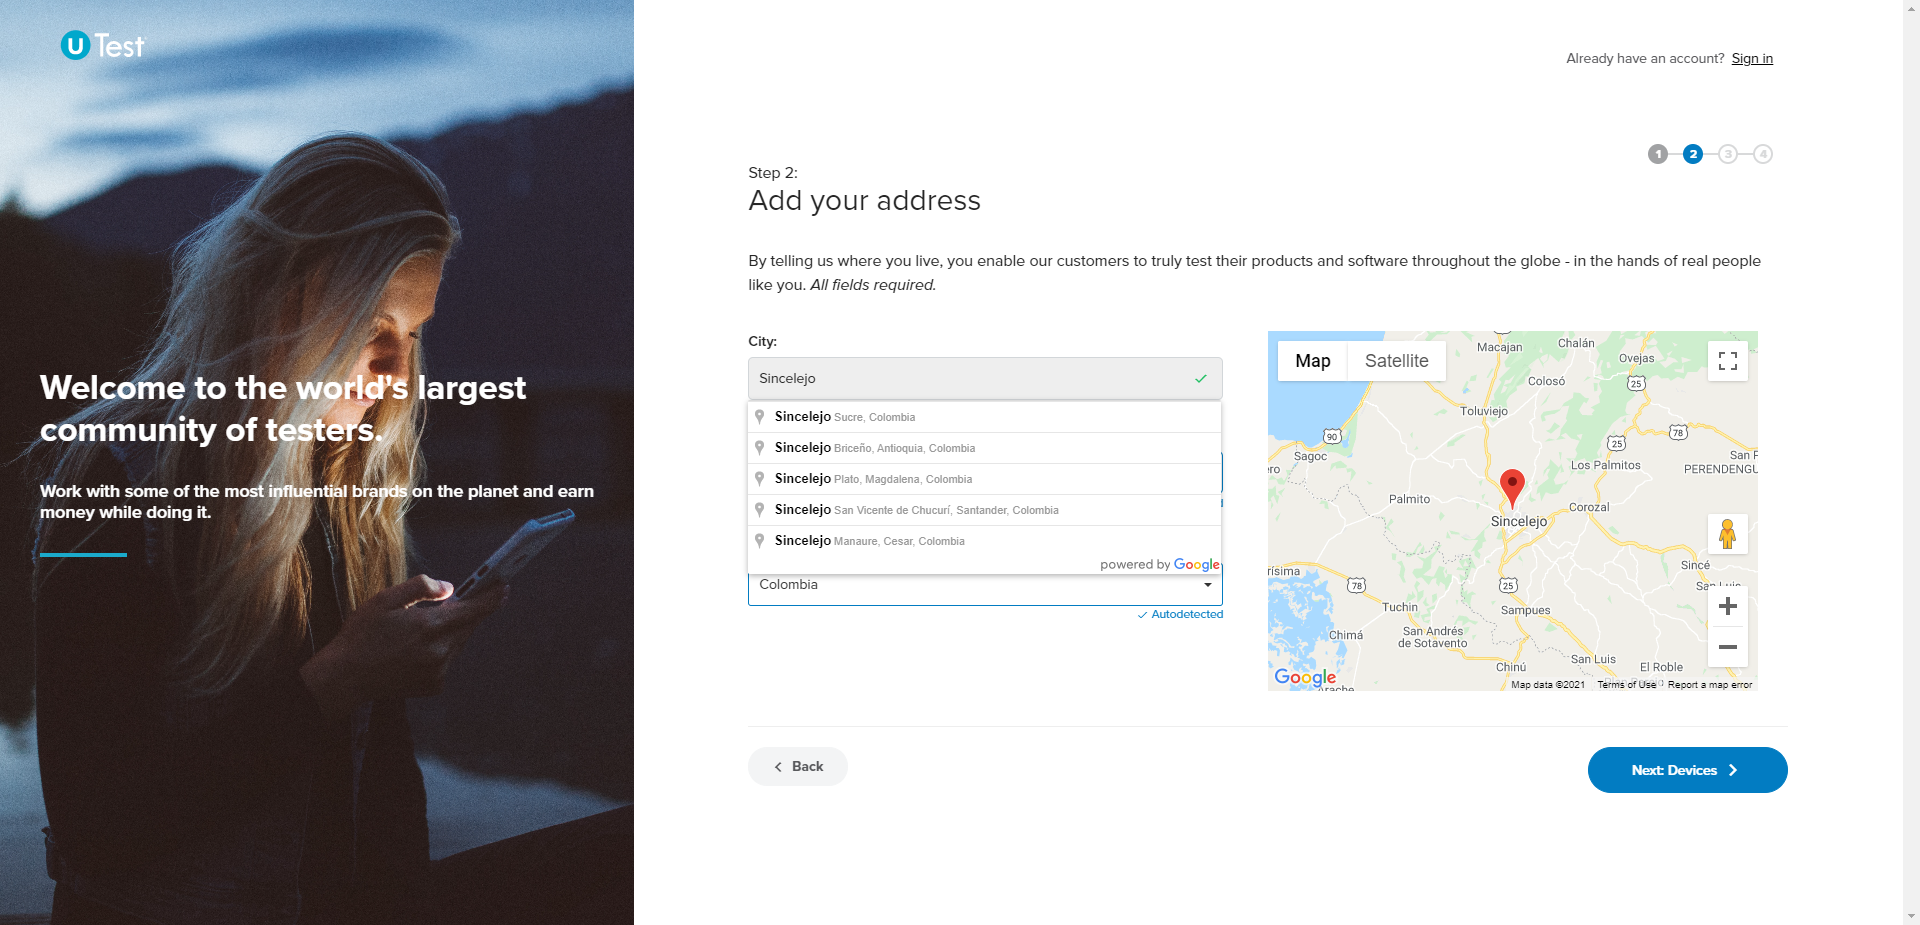 U Test
Already have an account? Sign in
1 2 3 4
Step 2:
Add your address
By telling us where you live, you enable our customers to truly test their products and software throughout the globe - in the hands of real people
like you. All fields required.
Welcome to the world's largest
community of testers.
Work with some of the most influential brands on the planet and earn
money while doing it.
City:
Sincelejo
Sincelejo Sucre, Colombia
Sincelejo Briceño, Antioquia, Colombia
Sincelejo Plato, Magdalena, Colombia
Sincelejo San Vicente de Chucurí, Santander, Colombia
Sincelejo Manaure, Cesar, Colombia
powered by Google
Colombia
Autodetected
Map Satellite
Macajan
Chalán
Ovejas
25
Colosó
Toluviejo
90
78
25
Sagoc
San F
ero
Los Palmitos
PERENDENGU
Palmito
Corozal
Sincelejo
Sincé
rísima
78
25
San Luis
Tuchin
Sampues
Chimá
San Andrés
de Sotavento
San Luis
Chinú
El Roble
Google
Map data ©2021 Terms of Use Report a map error
Back
Next: Devices